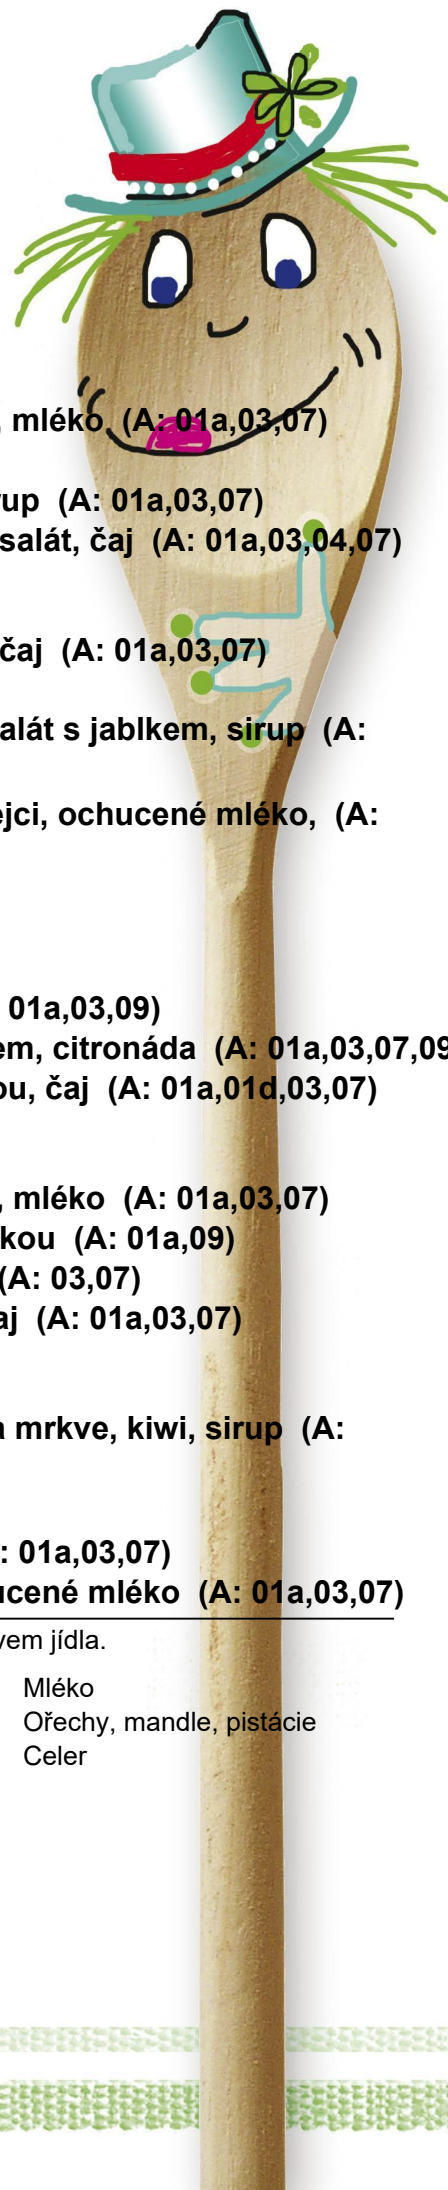 , mléko (A: 01a,03,07)
rup (A: 01a,03,07)
salát, čaj (A: 01a,03,04,07)
čaj (A: 01a,03,07)
alát s jablkem, sirup (A:
ejci, ochucené mléko, (A:
01a,03,09)
em, citronáda (A: 01a,03,07,09
ou, čaj (A: 01a,01d,03,07)
, mléko (A: 01a,03,07)
kou (A: 01a,09)
(A: 03,07)
aj (A: 01a,03,07)
a mrkve, kiwi, sirup (A:
: 01a,03,07)
ucené mléko (A: 01a,03,07)
vem jídla.
Mléko
Ořechy, mandle, pistácie
Celer